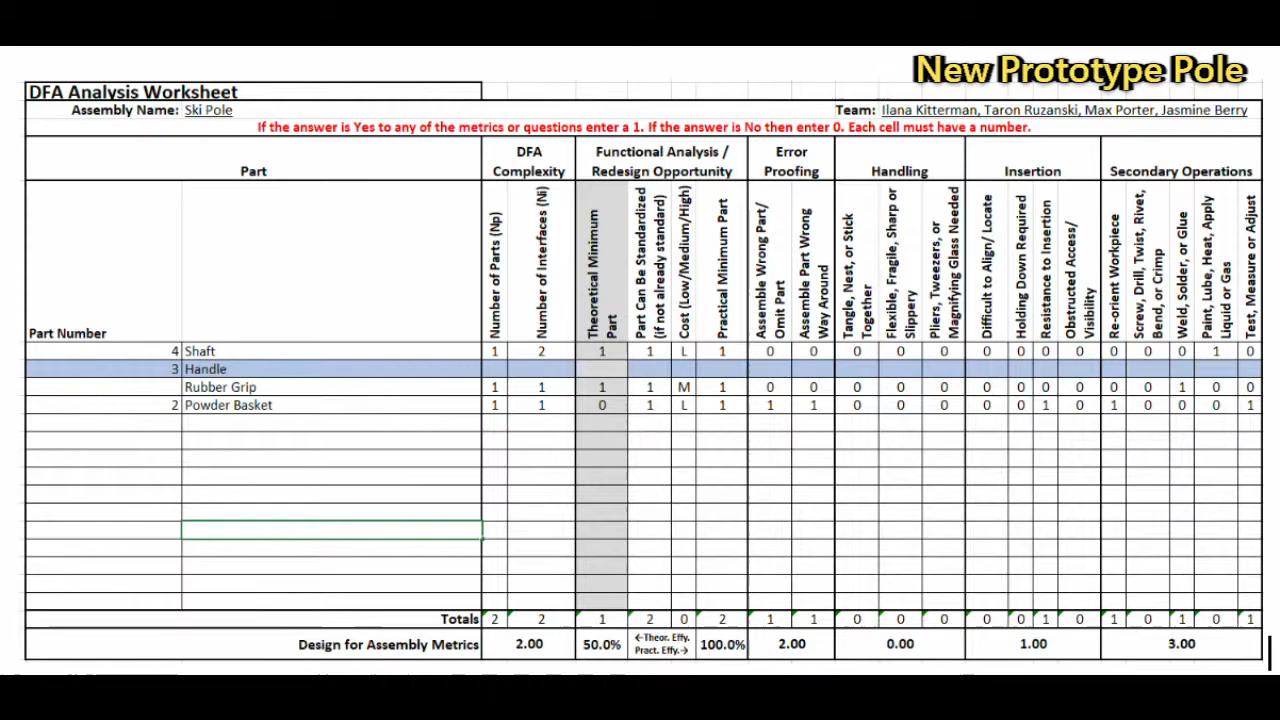 New Prototype Pole
DFA Analysis Worksheet
Assembly Name: Ski Pole Team: Ilana Kitterman, Taron Ruzanski, Max Porter, Jasmine Berry
If the answer is Yes to any of the metrics or questions enter a 1. If the answer is No then enter 0. Each cell must have a number.
Part
DFA Complexity
Functional Analysis / Redesign Opportunity
Error Proofing
Handling
Insertion
Secondary Operations
Part Number
Number of Parts (Np)
Number of Interfaces (Ni)
Theoretical Minimum Part
Part Can Be Standardized (if not already standard)
Cost (Low/Medium/High)
Practical Minimum Part
Assemble Wrong Part/ Omit Part
Assemble Part Wrong Way Around
Tangle, Nest, or Stick Together
Flexible, Fragile, Sharp or Slippery
Pliers, Tweezers, or Magnifying Glass Needed
Difficult to Align/ Locate
Holding Down Required
Resistance to Insertion
Obstructed Access/ Visibility
Re-orient Workpiece
Screw, Drill, Twist, Rivet, Bend, or Crimp
Weld, Solder, or Glue
Paint, Lube, Heat, Apply Liquid or Gas
Test, Measure or Adjust
4 Shaft 1 2 1 1 L 1 0 0 0 0 0 0 0 0 0 0 0 0 1 0
3 Handle
Rubber Grip 1 1 1 1 M 1 0 0 0 0 0 0 0 0 0 0 0 1 0 0
2 Powder Basket 1 1 0 1 L 1 1 1 0 0 0 0 0 1 0 1 0 0 0 1
Totals 2 2 1 2 0 2 1 1 0 0 0 0 0 1 0 1 0 1 0 1
Design for Assembly Metrics 2.00 50.0% ←Theor. Effy. Pract. Effy.→ 100.0% 2.00 0.00 1.00 3.00